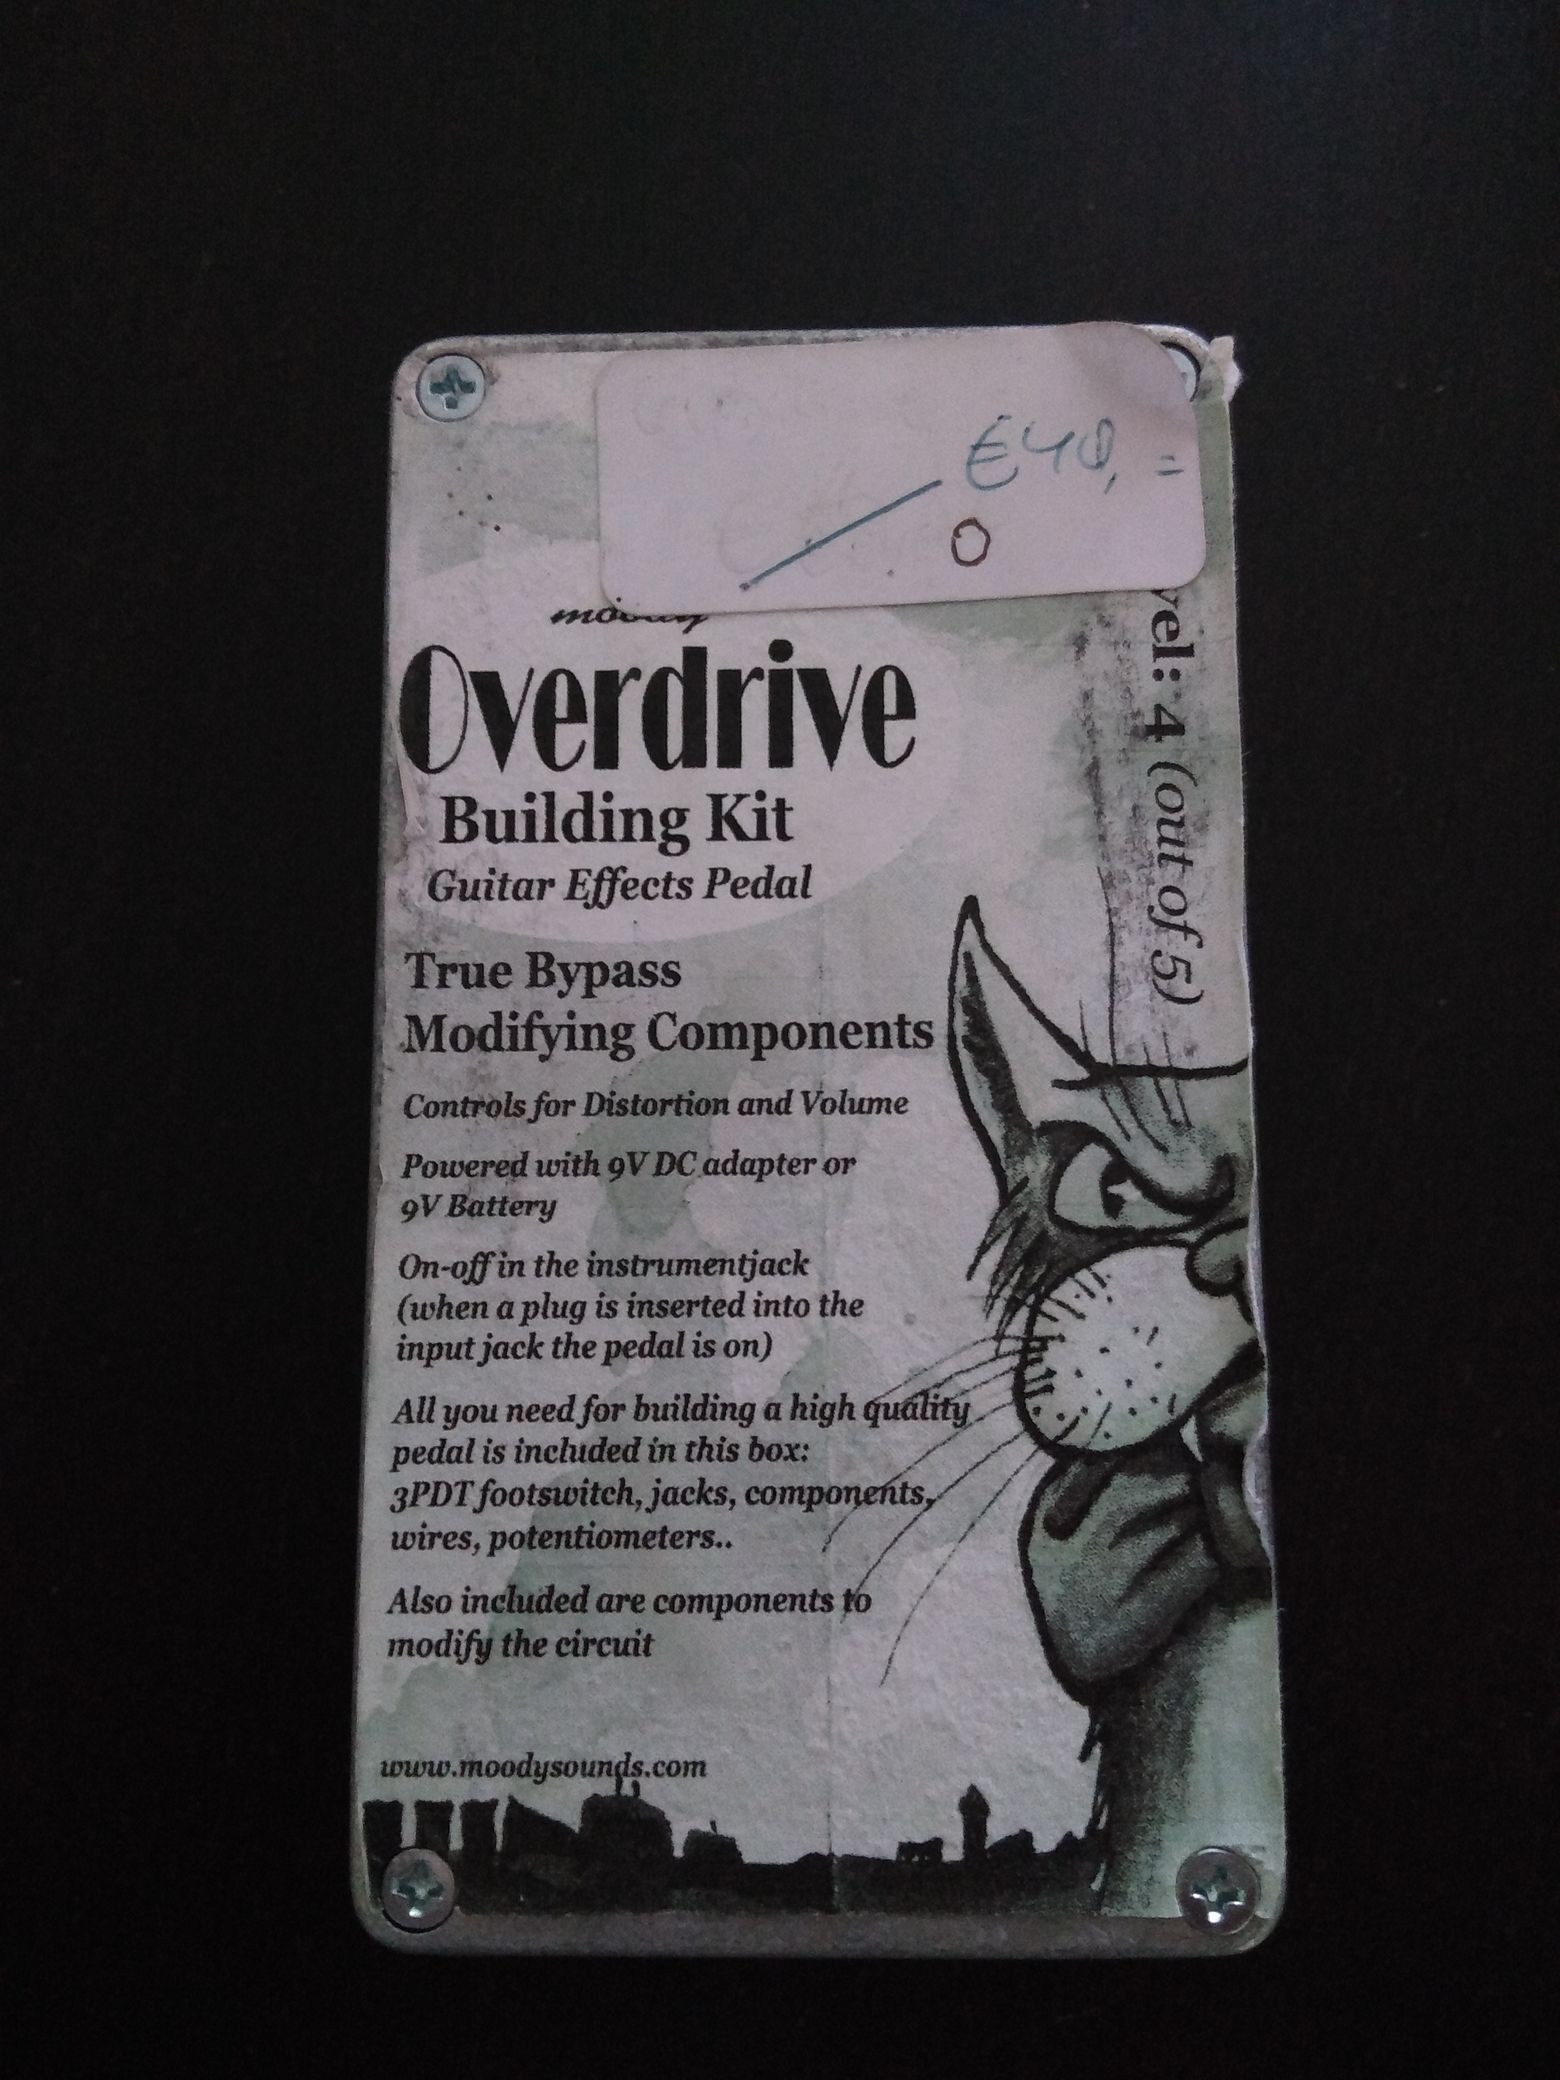 €48,=
O
moody
Overdrive
Building Kit
Guitar Effects Pedal
True Bypass
Modifying Components
Controls for Distortion and Volume
Powered with 9V DC adapter or
9V Battery
On-off in the instrumentjack
(when a plug is inserted into the
input jack the pedal is on)
All you need for building a high quality
pedal is included in this box:
3PDT footswitch, jacks, components,
wires, potentiometers..
Also included are components to
modify the circuit
www.moodysounds.com
vel: 4 (out of 5)